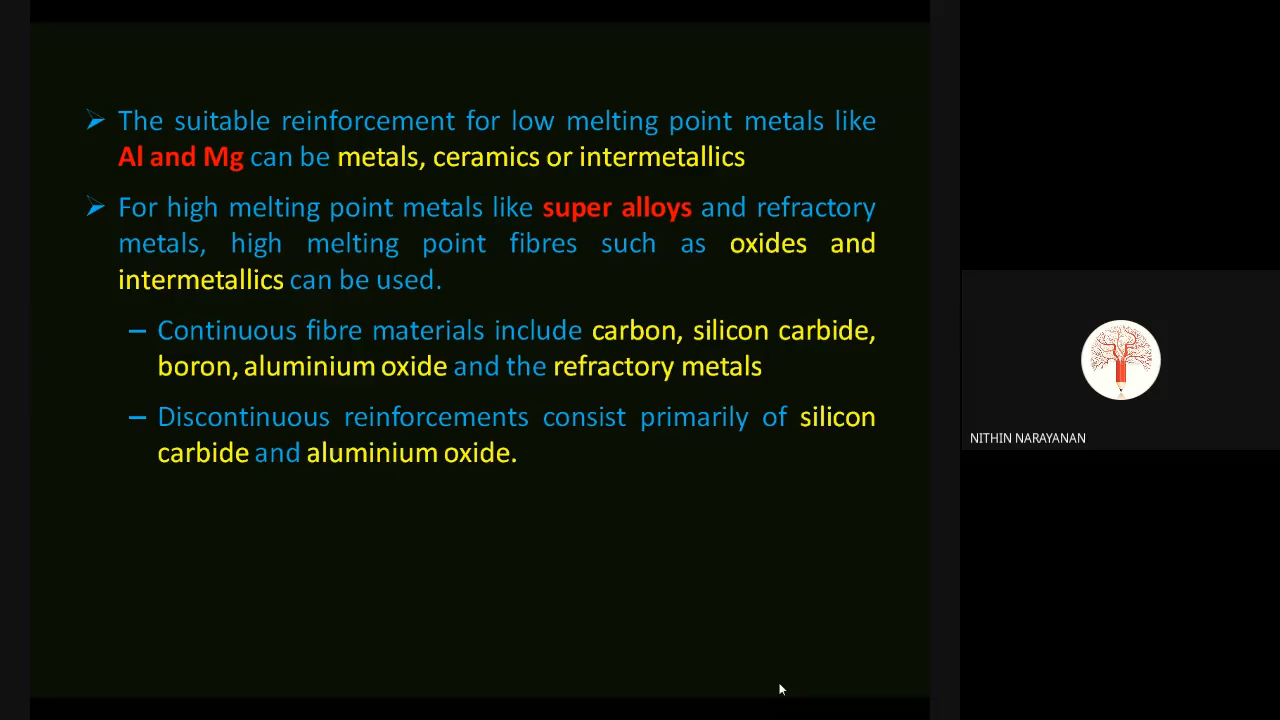 The suitable reinforcement for low melting point metals like
Al and Mg can be metals, ceramics or intermetallics
For high melting point metals like super alloys and refractory
metals, high melting point fibres such as oxides and
intermetallics can be used.
– Continuous fibre materials include carbon, silicon carbide,
boron, aluminium oxide and the refractory metals
– Discontinuous reinforcements consist primarily of silicon
carbide and aluminium oxide.
NITHIN NARAYANAN